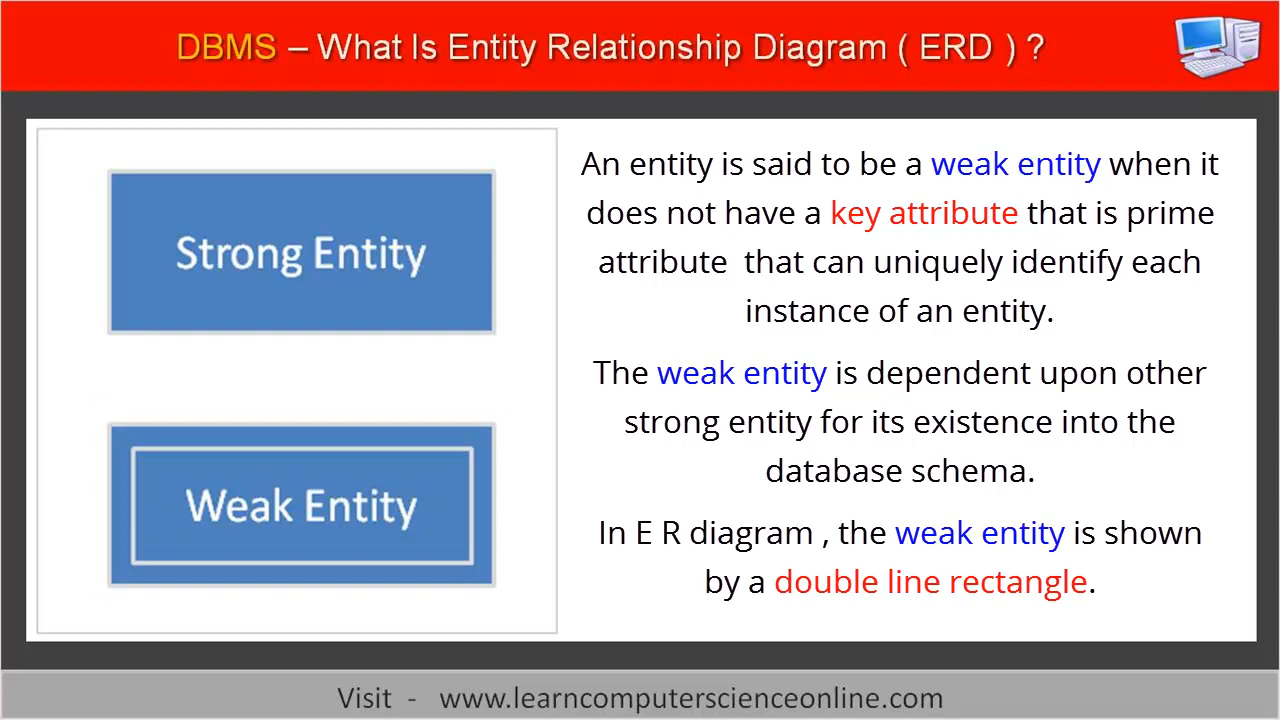 DBMS – What Is Entity Relationship Diagram ( ERD ) ?
Strong Entity
Weak Entity
An entity is said to be a weak entity when it
does not have a key attribute that is prime
attribute that can uniquely identify each
instance of an entity.
The weak entity is dependent upon other
strong entity for its existence into the
database schema.
In E R diagram , the weak entity is shown
by a double line rectangle.
Visit - www.learncomputerscienceonline.com